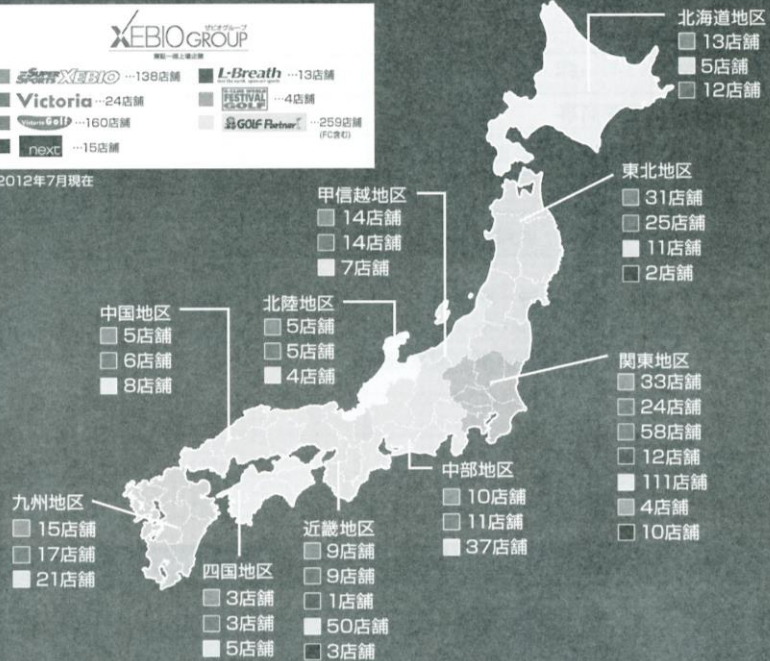 ゼビオグループ
XEBIO GROUP
東証一部上場企業
SUPER SPORTS XEBIO …138店舗
Victoria …24店舗
Victoria Golf …160店舗
next …15店舗
L-Breath …13店舗
FESTIVAL GOLF …4店舗
GOLF Partner …259店舗
(FC含む)
2012年7月現在
北海道地区
13店舗
5店舗
12店舗
東北地区
31店舗
25店舗
11店舗
2店舗
甲信越地区
14店舗
14店舗
7店舗
北陸地区
5店舗
5店舗
4店舗
中国地区
5店舗
6店舗
8店舗
関東地区
33店舗
24店舗
58店舗
12店舗
111店舗
4店舗
10店舗
中部地区
10店舗
11店舗
37店舗
九州地区
15店舗
17店舗
21店舗
四国地区
3店舗
3店舗
5店舗
近畿地区
9店舗
9店舗
1店舗
50店舗
3店舗